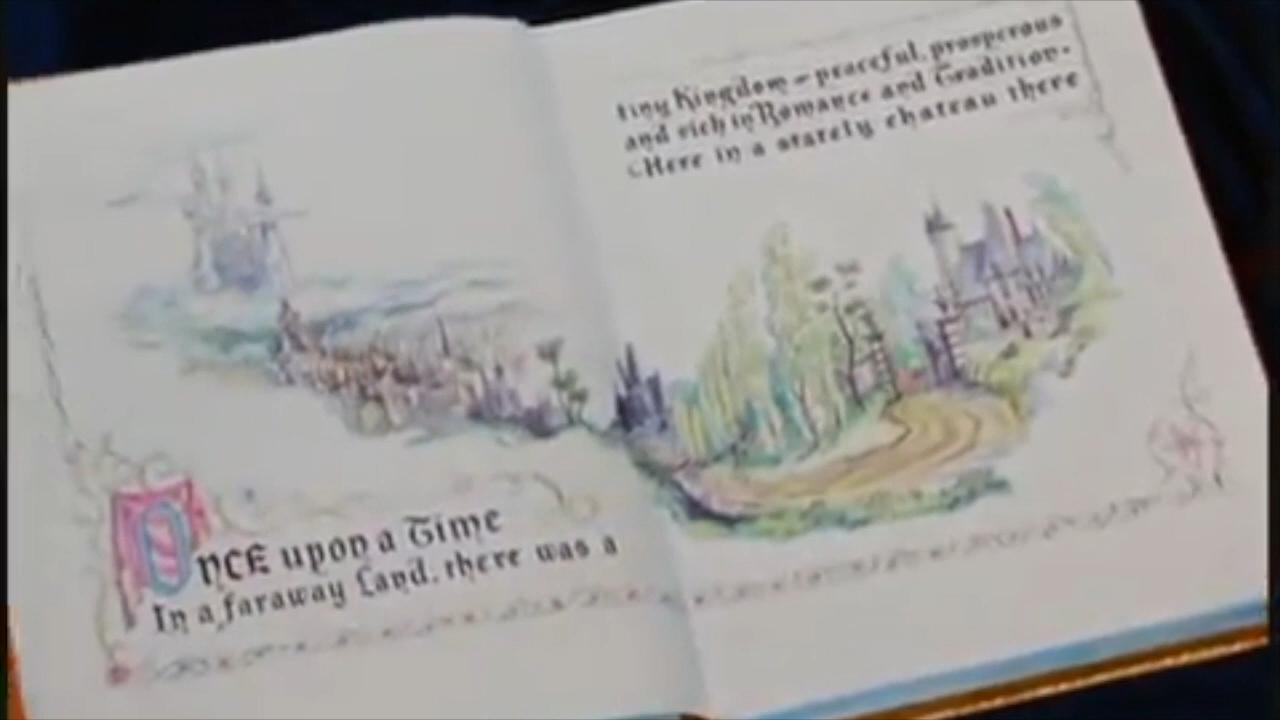 ONCE upon a Time
In a faraway Land, there was a
tiny Kingdom - peaceful, prosperous
and rich in Romance and Tradition.
Here in a stately chateau there